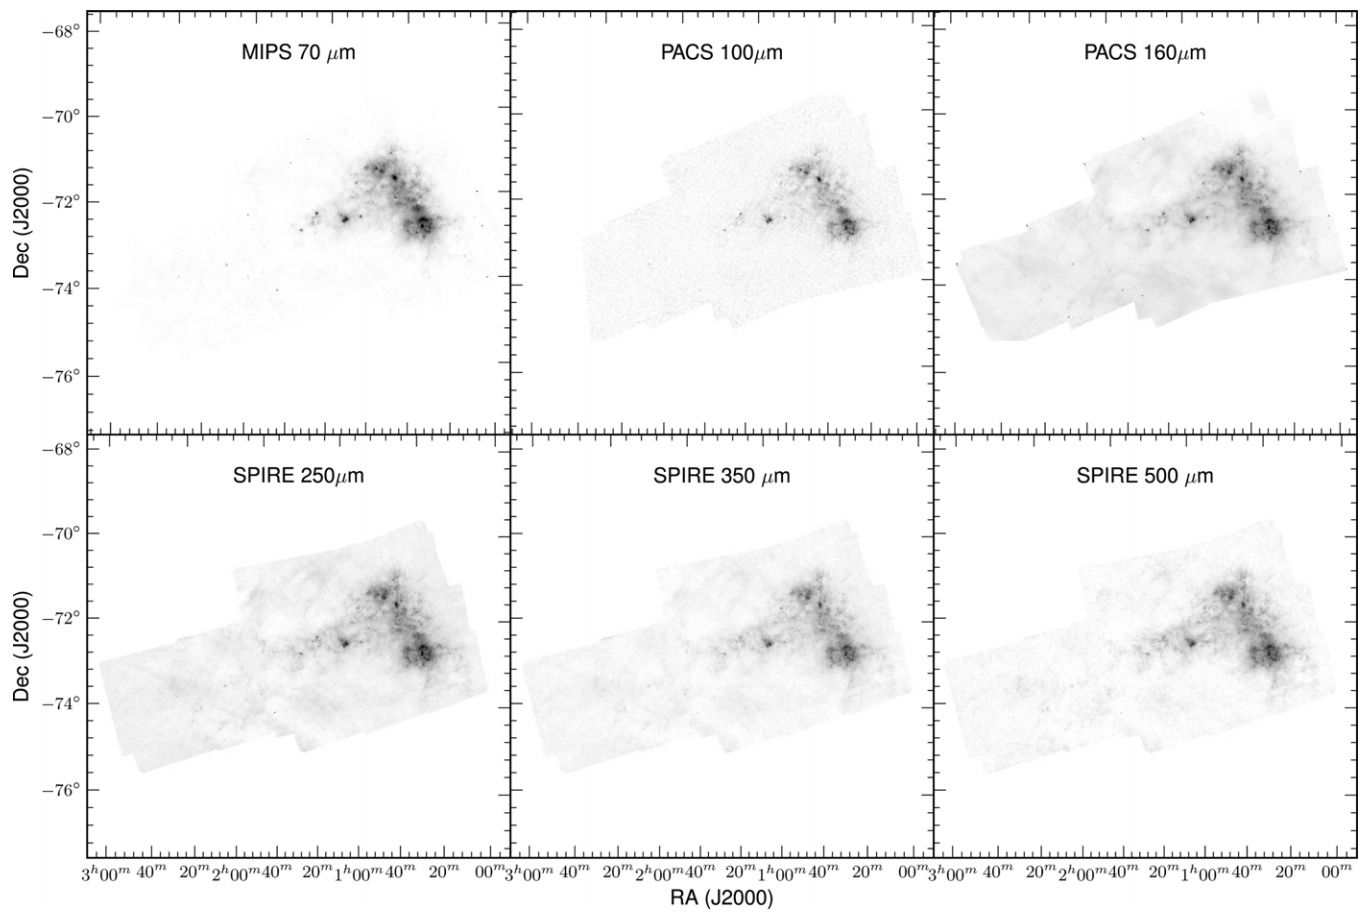 MIPS 70 μm
PACS 100μm
PACS 160μm
−68°
−70°
−72°
−74°
−76°
Dec (J2000)
SPIRE 250μm
SPIRE 350 μm
SPIRE 500 μm
−68°
−70°
−72°
−74°
−76°
Dec (J2000)
3ʰ00ᵐ 40ᵐ 20ᵐ 2ʰ00ᵐ 40ᵐ 20ᵐ 1ʰ00ᵐ 40ᵐ 20ᵐ 00ᵐ 3ʰ00ᵐ 40ᵐ 20ᵐ 2ʰ00ᵐ 40ᵐ 20ᵐ 1ʰ00ᵐ 40ᵐ 20ᵐ 00ᵐ 3ʰ00ᵐ 40ᵐ 20ᵐ 2ʰ00ᵐ 40ᵐ 20ᵐ 1ʰ00ᵐ 40ᵐ 20ᵐ 00ᵐ
RA (J2000)